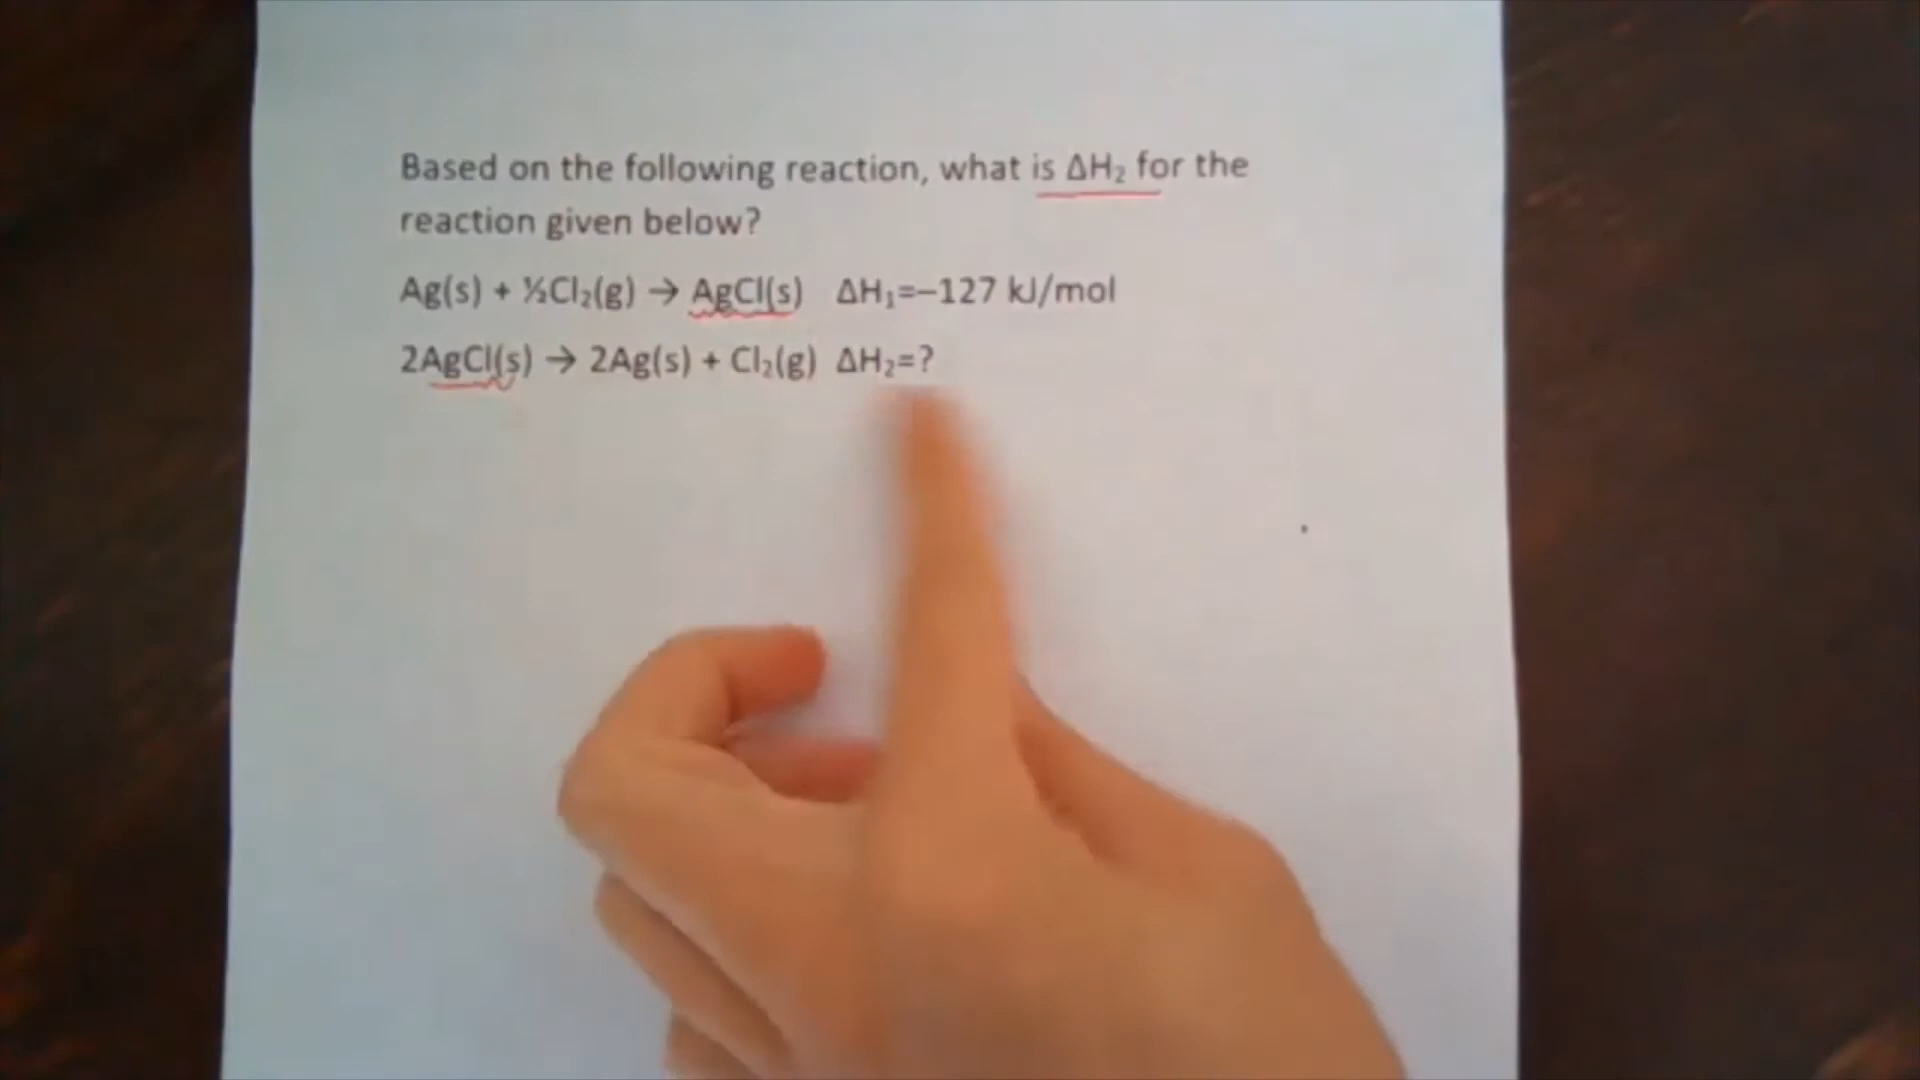 Based on the following reaction, what is ΔH₂ for the
reaction given below?
Ag(s) + ½Cl₂(g) → AgCl(s) ΔH₁=–127 kJ/mol
2AgCl(s) → 2Ag(s) + Cl₂(g) ΔH₂=?